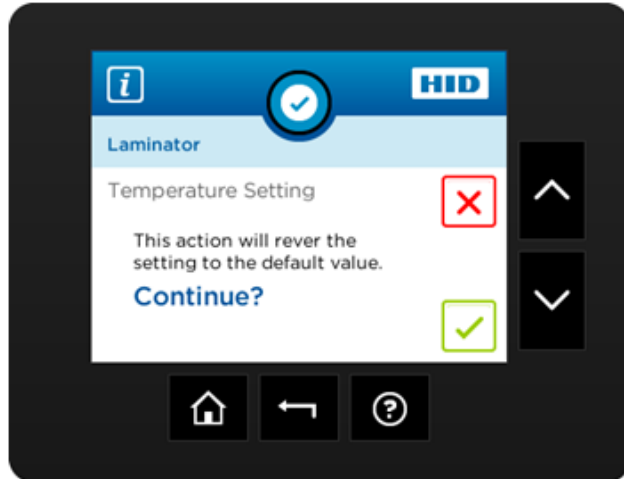 i
HID
Laminator
Temperature Setting
This action will rever the
setting to the default value.
Continue?
?